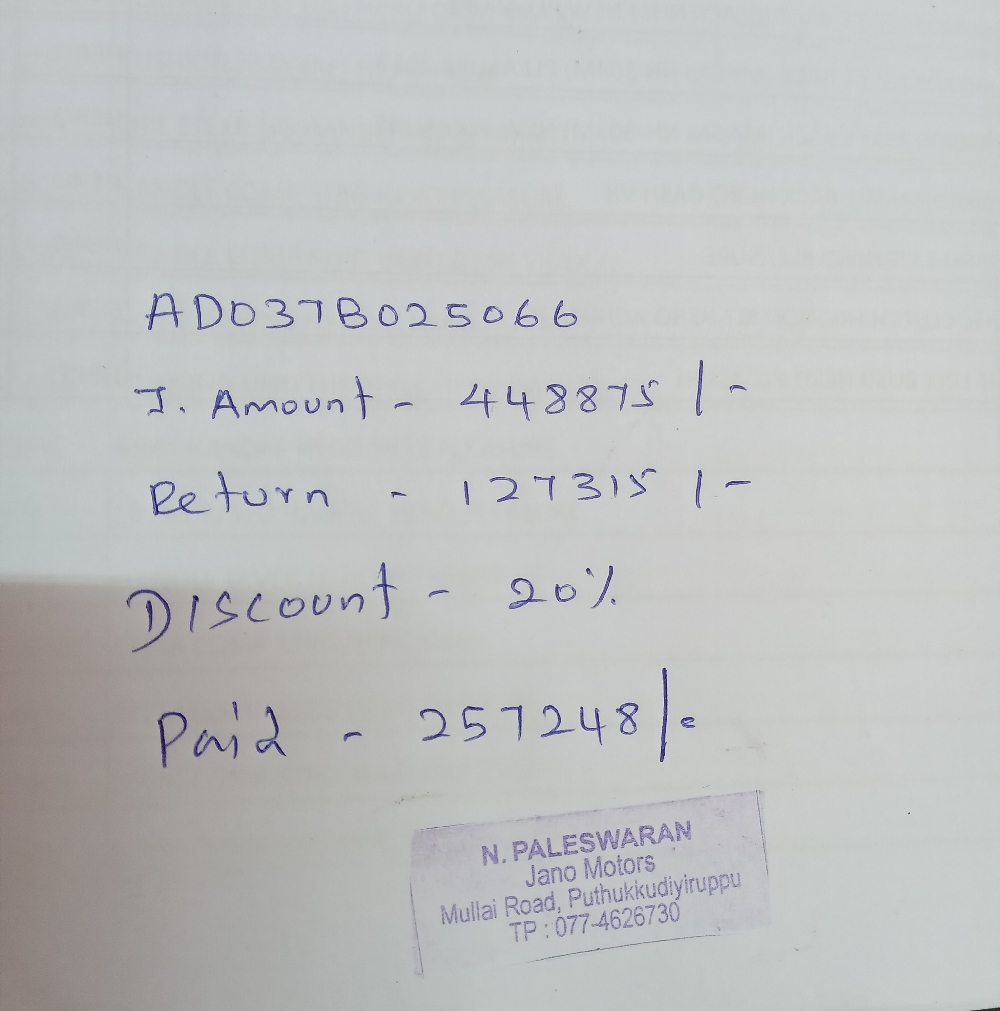 AD037B025066
I. Amount - 448875/-
Return - 127315/-
Discount - 20%
Paid - 257248/=
N. PALESWARAN
Jano Motors
Mullai Road, Puthukkudiyiruppu
TP : 077-4626730